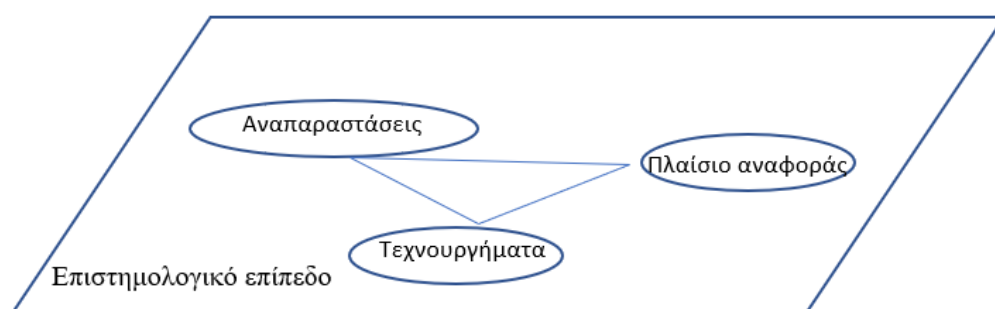 Αναπαραστάσεις
Πλαίσιο αναφοράς
Τεχνουργήματα
Επιστημολογικό επίπεδο